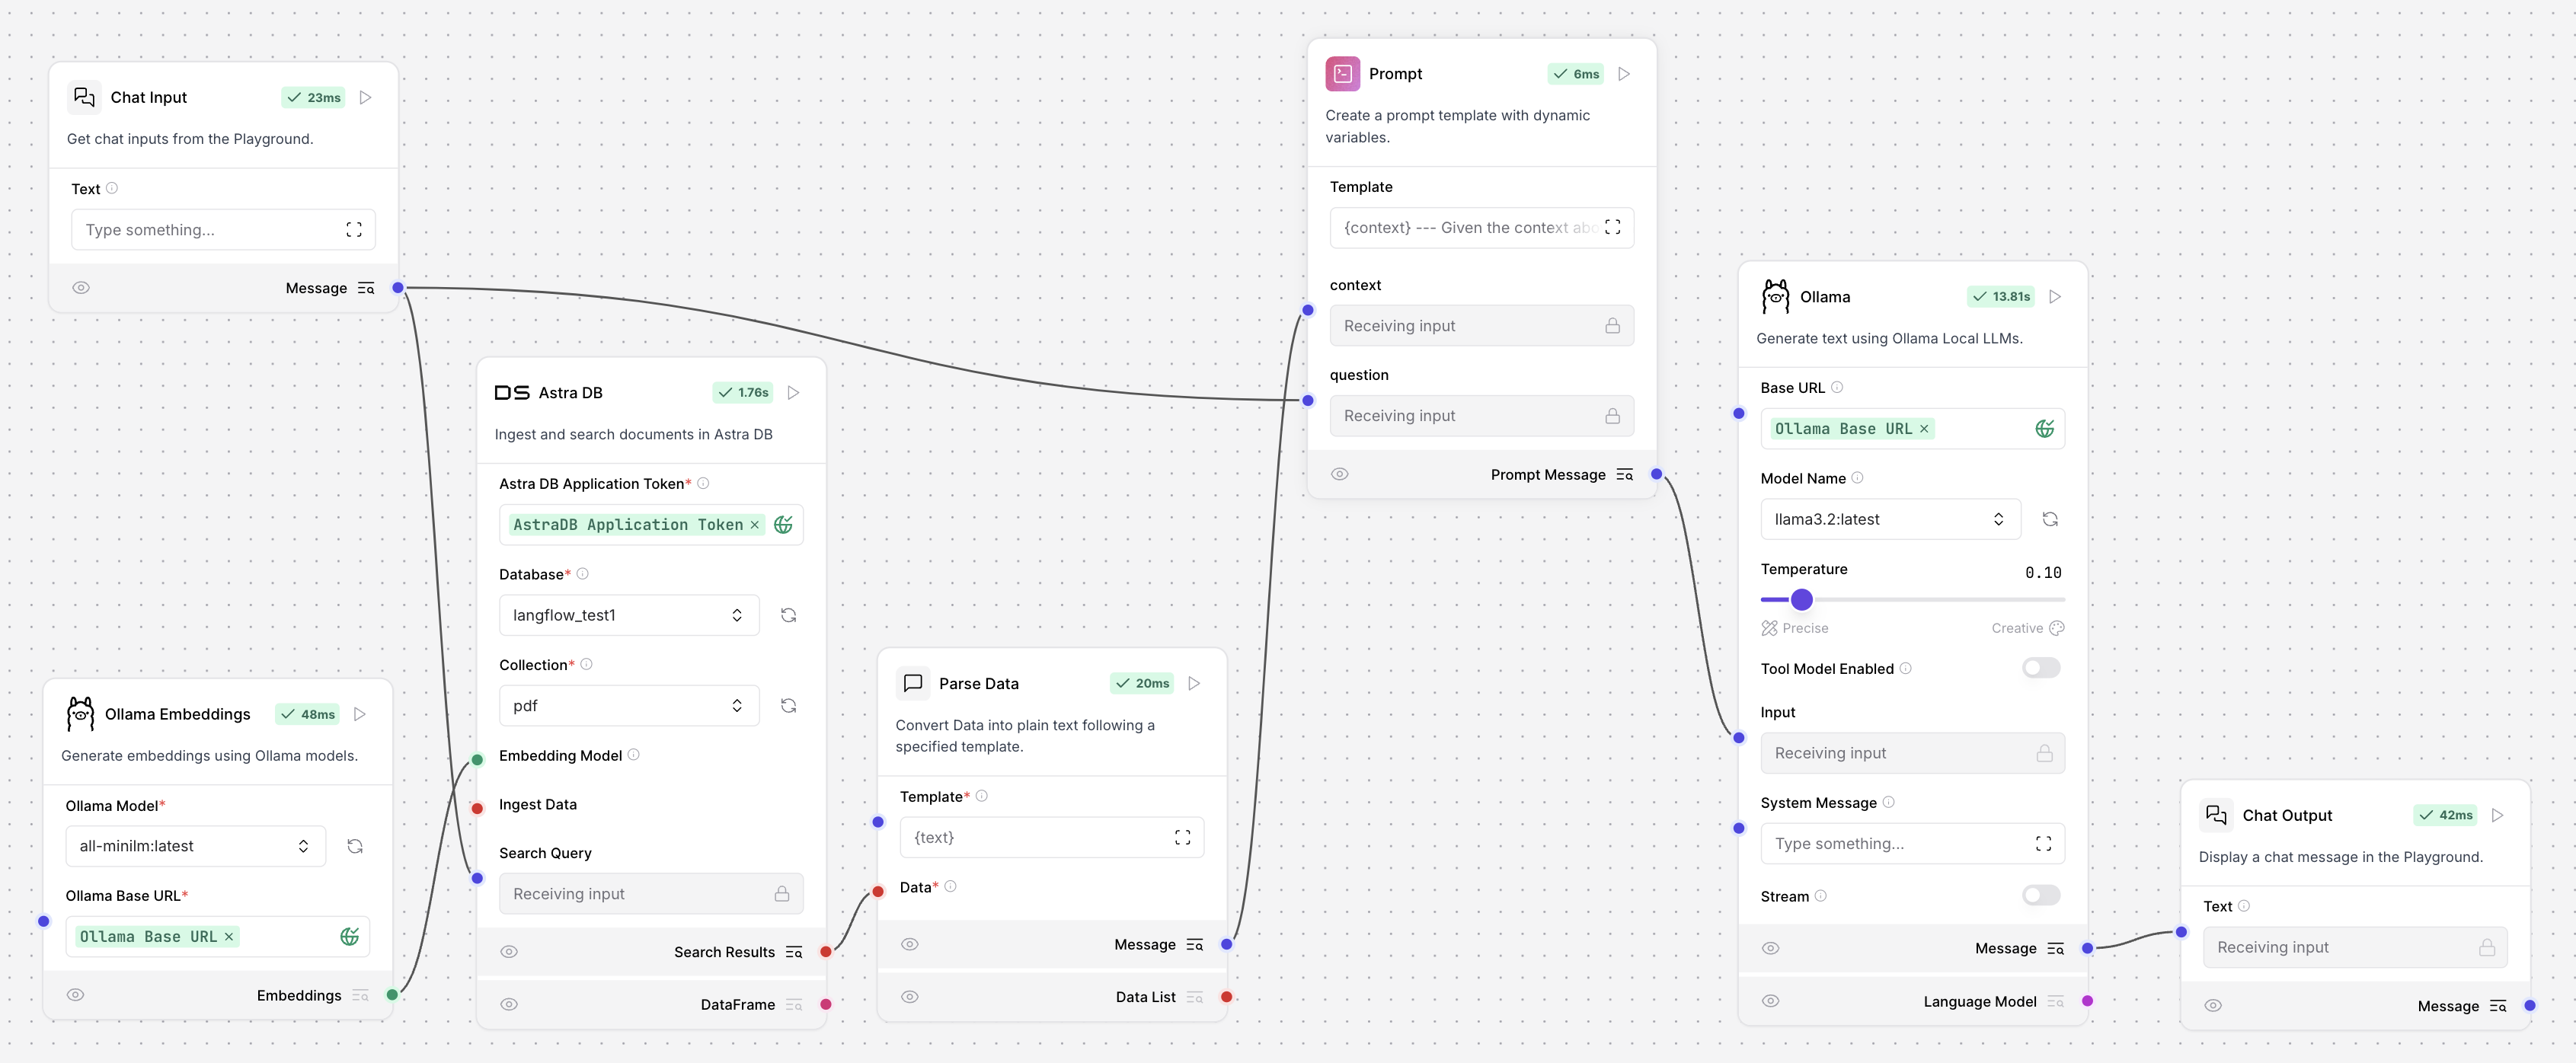 Chat Input
23ms
Get chat inputs from the Playground.
Text
Type something...
Message
Ollama Embeddings
48ms
Generate embeddings using Ollama models.
Ollama Model*
all-minilm:latest
Ollama Base URL*
Ollama Base URL ×
Embeddings
DS Astra DB
1.76s
Ingest and search documents in Astra DB
Astra DB Application Token*
AstraDB Application Token ×
Database*
langflow_test1
Collection*
pdf
Embedding Model
Ingest Data
Search Query
Receiving input
Search Results
DataFrame
Parse Data
20ms
Convert Data into plain text following a
specified template.
Template*
{text}
Data*
Message
Data List
Prompt
6ms
Create a prompt template with dynamic
variables.
Template
{context} --- Given the context abo
context
Receiving input
question
Receiving input
Prompt Message
Ollama
13.81s
Generate text using Ollama Local LLMs.
Base URL
Ollama Base URL ×
Model Name
llama3.2:latest
Temperature
0.10
Precise
Creative
Tool Model Enabled
Input
Receiving input
System Message
Type something...
Stream
Message
Language Model
Chat Output
42ms
Display a chat message in the Playground.
Text
Receiving input
Message